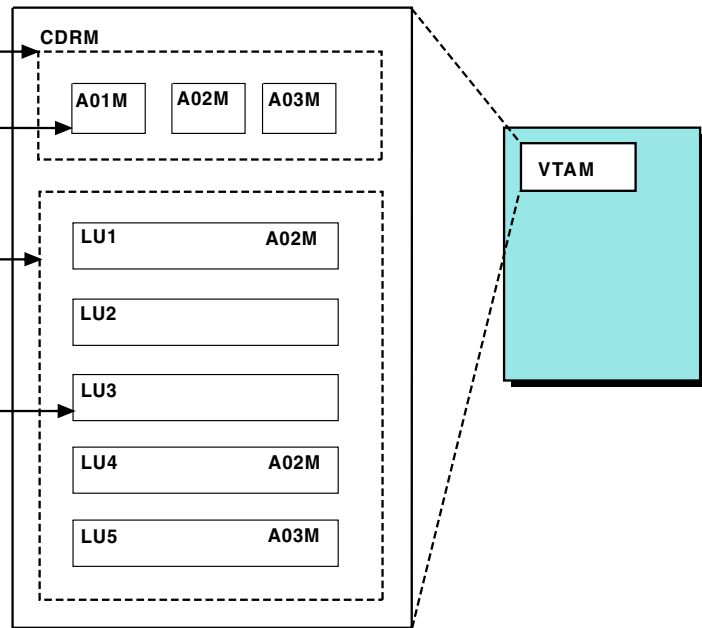 CDRM
A01M A02M A03M
VTAM
LU1 A02M
LU2
LU3
LU4 A02M
LU5 A03M